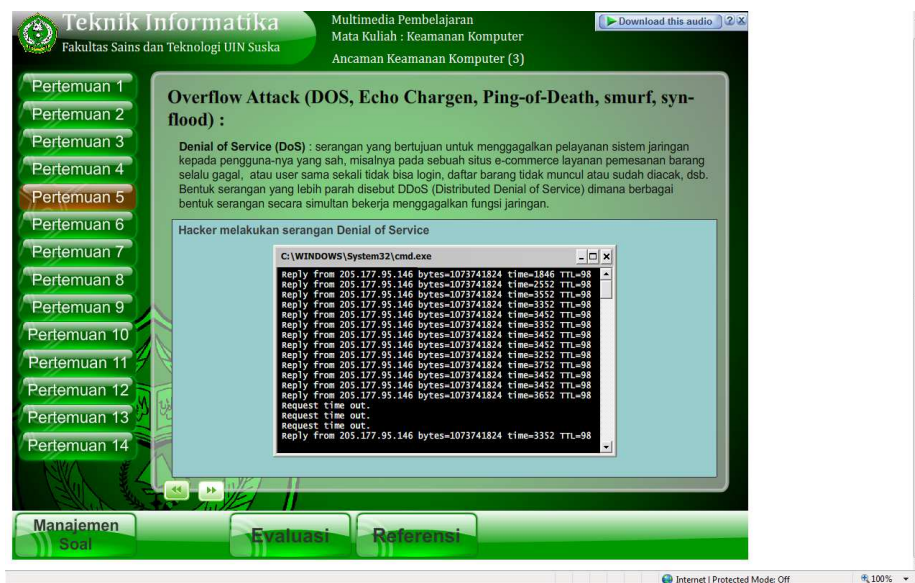 Teknik Informatika
Fakultas Sains dan Teknologi UIN Suska
Multimedia Pembelajaran
Mata Kuliah : Keamanan Komputer
Ancaman Keamanan Komputer (3)
Download this audio ? X
Pertemuan 1
Pertemuan 2
Pertemuan 3
Pertemuan 4
Pertemuan 5
Pertemuan 6
Pertemuan 7
Pertemuan 8
Pertemuan 9
Pertemuan 10
Pertemuan 11
Pertemuan 12
Pertemuan 13
Pertemuan 14
Overflow Attack (DOS, Echo Chargen, Ping-of-Death, smurf, syn-
flood) :
Denial of Service (DoS) : serangan yang bertujuan untuk menggagalkan pelayanan sistem jaringan
kepada pengguna-nya yang sah, misalnya pada sebuah situs e-commerce layanan pemesanan barang
selalu gagal, atau user sama sekali tidak bisa login, daftar barang tidak muncul atau sudah diacak, dsb.
Bentuk serangan yang lebih parah disebut DDoS (Distributed Denial of Service) dimana berbagai
bentuk serangan secara simultan bekerja menggagalkan fungsi jaringan.
Hacker melakukan serangan Denial of Service
C:\WINDOWS\System32\cmd.exe
Reply from 205.177.95.146 bytes=1073741824 time=1846 TTL=98
Reply from 205.177.95.146 bytes=1073741824 time=2552 TTL=98
Reply from 205.177.95.146 bytes=1073741824 time=3552 TTL=98
Reply from 205.177.95.146 bytes=1073741824 time=3352 TTL=98
Reply from 205.177.95.146 bytes=1073741824 time=3452 TTL=98
Reply from 205.177.95.146 bytes=1073741824 time=3352 TTL=98
Reply from 205.177.95.146 bytes=1073741824 time=3452 TTL=98
Reply from 205.177.95.146 bytes=1073741824 time=3452 TTL=98
Reply from 205.177.95.146 bytes=1073741824 time=3252 TTL=98
Reply from 205.177.95.146 bytes=1073741824 time=3752 TTL=98
Reply from 205.177.95.146 bytes=1073741824 time=3452 TTL=98
Reply from 205.177.95.146 bytes=1073741824 time=3452 TTL=98
Reply from 205.177.95.146 bytes=1073741824 time=3652 TTL=98
Request time out.
Request time out.
Request time out.
Reply from 205.177.95.146 bytes=1073741824 time=3352 TTL=98
Manajemen
Soal
Evaluasi
Referensi
Internet | Protected Mode: Off
100%